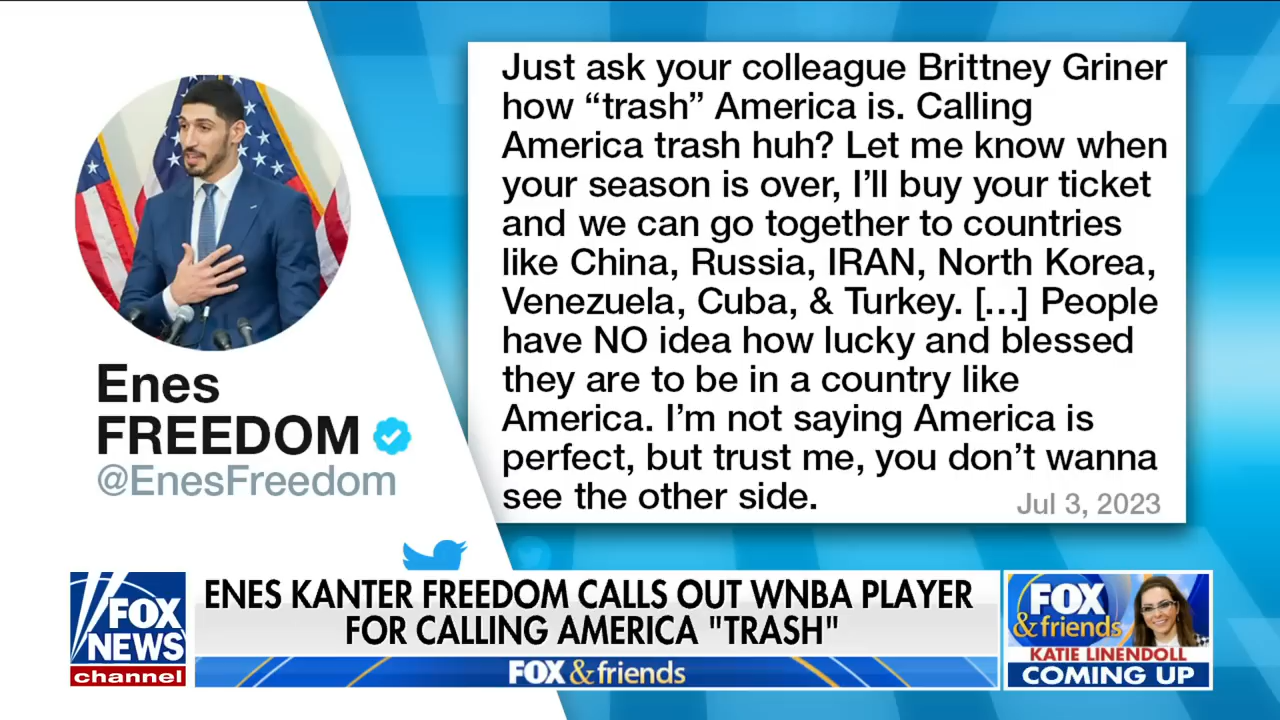 Just ask your colleague Brittney Griner
how “trash” America is. Calling
America trash huh? Let me know when
your season is over, I’ll buy your ticket
and we can go together to countries
like China, Russia, IRAN, North Korea,
Venezuela, Cuba, & Turkey. [...] People
have NO idea how lucky and blessed
they are to be in a country like
America. I’m not saying America is
perfect, but trust me, you don’t wanna
see the other side.
Jul 3, 2023
Enes
FREEDOM
@EnesFreedom
FOX
NEWS
channel
ENES KANTER FREEDOM CALLS OUT WNBA PLAYER
FOR CALLING AMERICA "TRASH"
FOX & friends
FOX
& friends
KATIE LINENDOLL
COMING UP